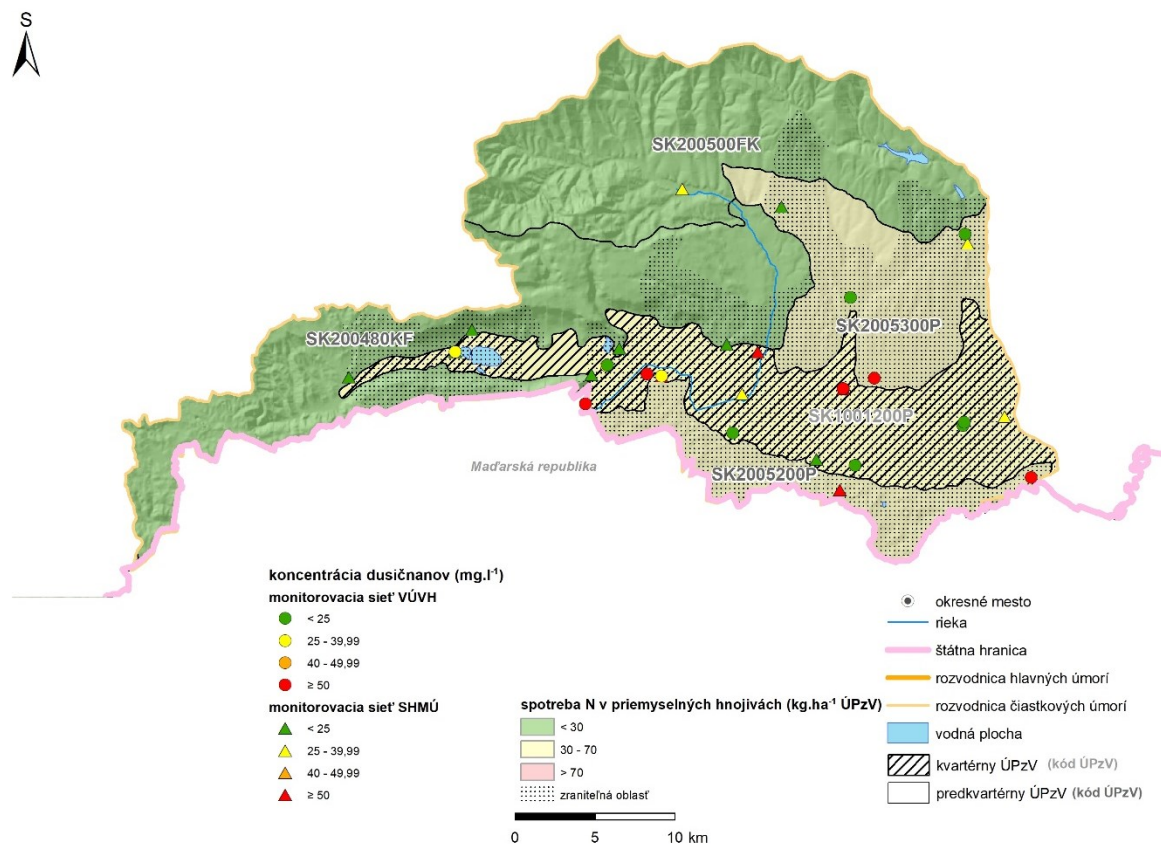 S
SK200500FK
SK2005300P
SK200480KF
SK1001200P
Maďarská republika
SK2005200P
koncentrácia dusičnanov (mg.l⁻¹)
monitorovacia sieť VÚVH
< 25
25 - 39,99
40 - 49,99
≥ 50
monitorovacia sieť SHMÚ
< 25
25 - 39,99
40 - 49,99
≥ 50
spotreba N v priemyselných hnojivách (kg.ha⁻¹ ÚPzV)
< 30
30 - 70
> 70
zraniteľná oblasť
0 5 10 km
okresné mesto
rieka
štátna hranica
rozvodnica hlavných úmorí
rozvodnica čiastkových úmorí
vodná plocha
kvartérny ÚPzV (kód ÚPzV)
predkvartérny ÚPzV (kód ÚPzV)